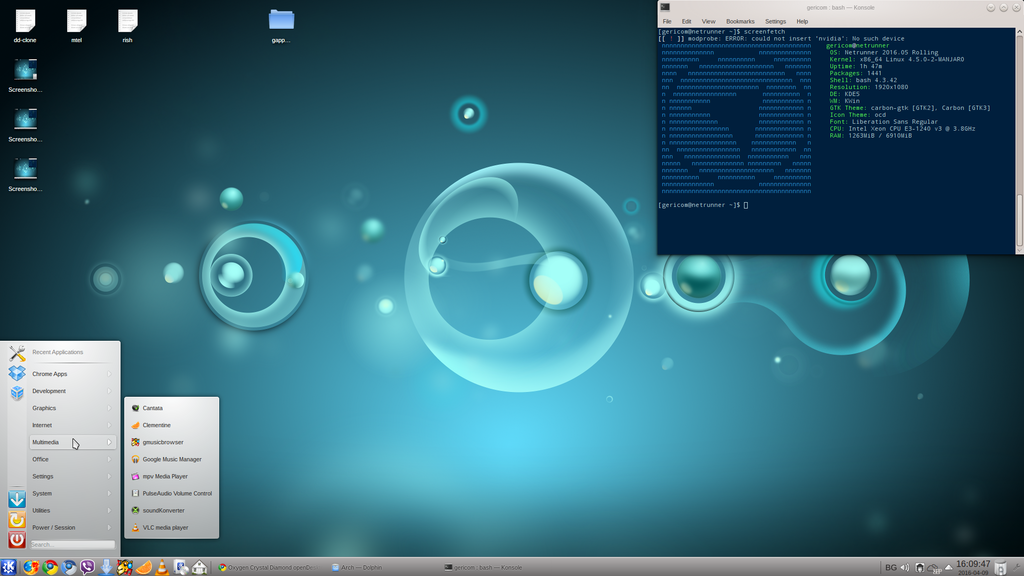 dd-clone
mtel
rish
gapp...
Screensho...
Screensho...
Screensho...
gericom : bash — Konsole
File Edit View Bookmarks Settings Help
[gericom@netrunner ~]$ screenfetch
[[ ! ]] modprobe: ERROR: could not insert 'nvidia': No such device
gericom@netrunner
OS: Netrunner 2016.05 Rolling
Kernel: x86_64 Linux 4.5.0-2-MANJARO
Uptime: 1h 47m
Packages: 1441
Shell: bash 4.3.42
Resolution: 1920x1080
DE: KDE5
WM: KWin
GTK Theme: carbon-gtk [GTK2], Carbon [GTK3]
Icon Theme: ocd
Font: Liberation Sans Regular
CPU: Intel Xeon CPU E3-1240 v3 @ 3.8GHz
RAM: 1263MiB / 6910MiB
[gericom@netrunner ~]$
Recent Applications
Chrome Apps
Development
Graphics
Internet
Multimedia
Office
Settings
System
Utilities
Power / Session
Search...
Cantata
Clementine
gmusicbrowser
Google Music Manager
mpv Media Player
PulseAudio Volume Control
soundKonverter
VLC media player
Oxygen Crystal Diamond openDes
Arch — Dolphin
gericom : bash — Konsole
BG
16:09:47
2016-04-09